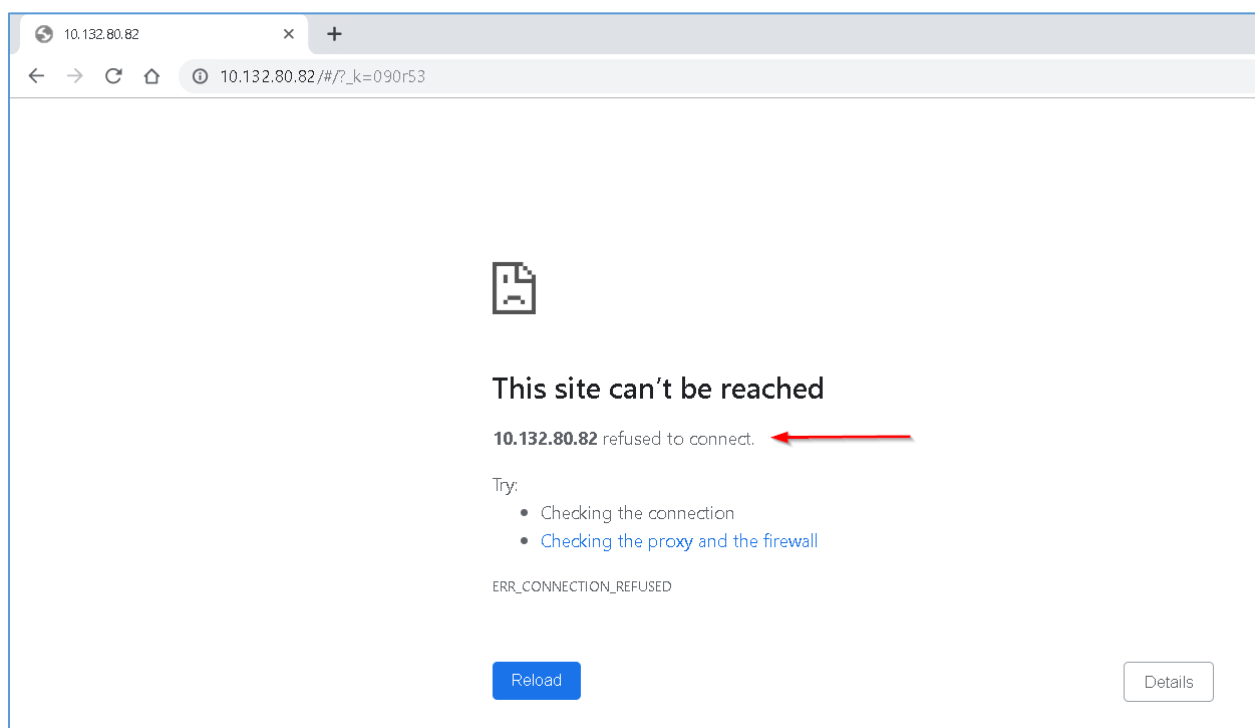 10.132.80.82
10.132.80.82/#/?_k=090r53
This site can't be reached
10.132.80.82 refused to connect.
Try:
Checking the connection
Checking the proxy and the firewall
ERR_CONNECTION_REFUSED
Reload
Details